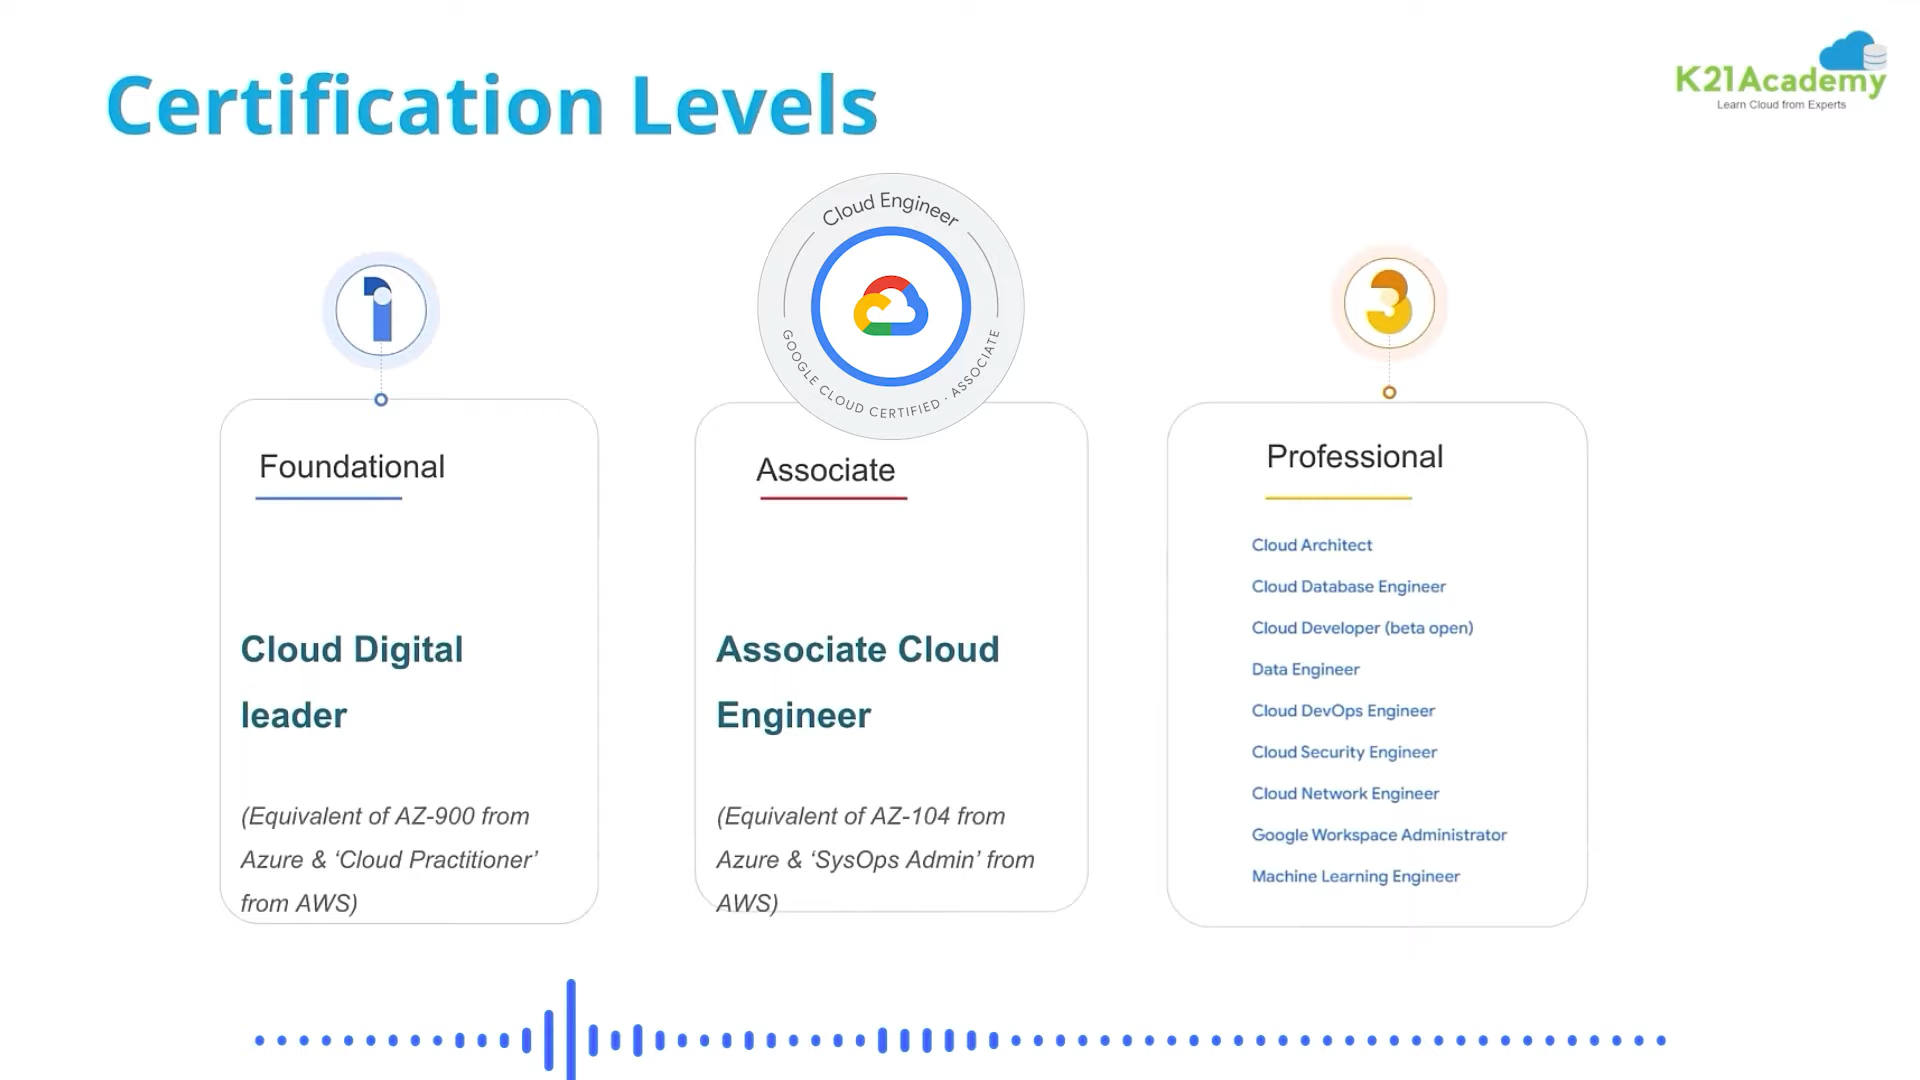 Certification Levels
K21Academy
Learn Cloud from Experts
1
Cloud Engineer
GOOGLE CLOUD CERTIFIED · ASSOCIATE
3
Foundational
Cloud Digital
leader
(Equivalent of AZ-900 from
Azure & ‘Cloud Practitioner’
from AWS)
Associate
Associate Cloud
Engineer
(Equivalent of AZ-104 from
Azure & ‘SysOps Admin’ from
AWS)
Professional
Cloud Architect
Cloud Database Engineer
Cloud Developer (beta open)
Data Engineer
Cloud DevOps Engineer
Cloud Security Engineer
Cloud Network Engineer
Google Workspace Administrator
Machine Learning Engineer